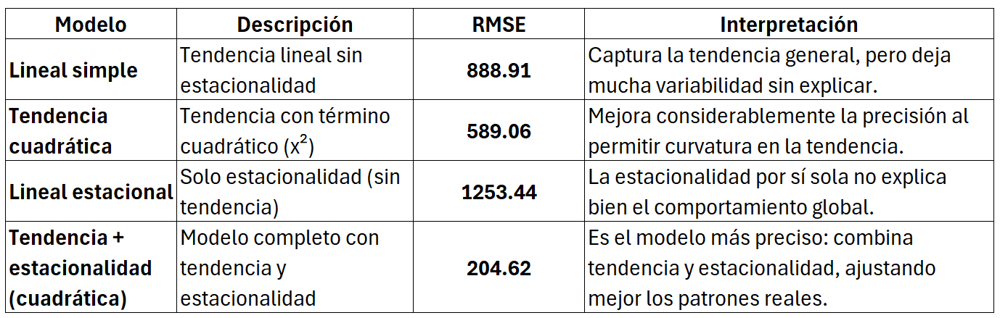 Modelo Descripción RMSE Interpretación
Lineal simple
Tendencia lineal sin
estacionalidad
888.91
Captura la tendencia general, pero deja
mucha variabilidad sin explicar.
Tendencia
cuadrática
Tendencia con término
cuadrático (x²)
589.06
Mejora considerablemente la precisión al
permitir curvatura en la tendencia.
Lineal estacional
Solo estacionalidad (sin
tendencia)
1253.44
La estacionalidad por sí sola no explica
bien el comportamiento global.
Tendencia +
estacionalidad
(cuadrática)
Modelo completo con
tendencia y
estacionalidad
204.62
Es el modelo más preciso: combina
tendencia y estacionalidad, ajustando
mejor los patrones reales.